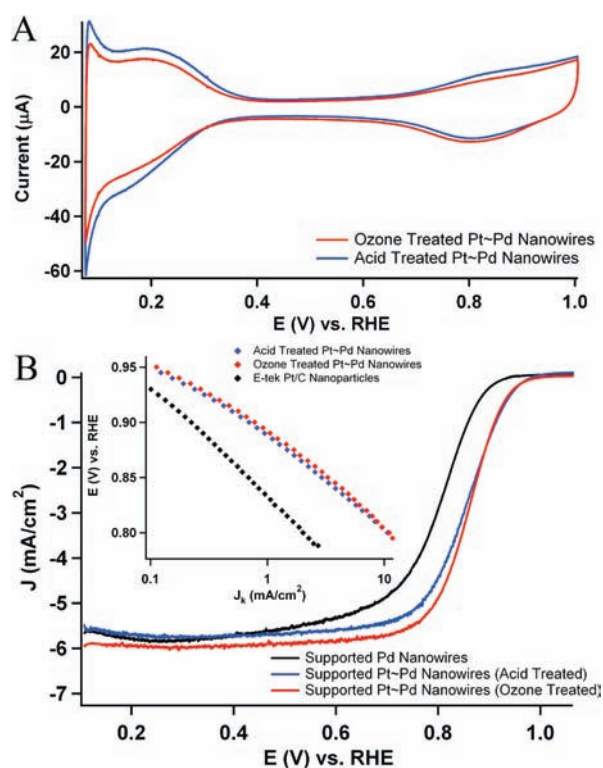 A
20
0
-20
-40
-60
Current (µA)
Ozone Treated Pt~Pd Nanowires
Acid Treated Pt~Pd Nanowires
0.2
0.4
0.6
0.8
1.0
E (V) vs. RHE
B
0
-1
-2
-3
-4
-5
-6
-7
J (mA/cm²)
Acid Treated Pt~Pd Nanowires
Ozone Treated Pt~Pd Nanowires
E-tek Pt/C Nanoparticles
0.95
0.90
0.85
0.80
E (V) vs. RHE
0.1
1
10
Jk (mA/cm²)
Supported Pd Nanowires
Supported Pt~Pd Nanowires (Acid Treated)
Supported Pt~Pd Nanowires (Ozone Treated)
0.2
0.4
0.6
0.8
1.0
E (V) vs. RHE